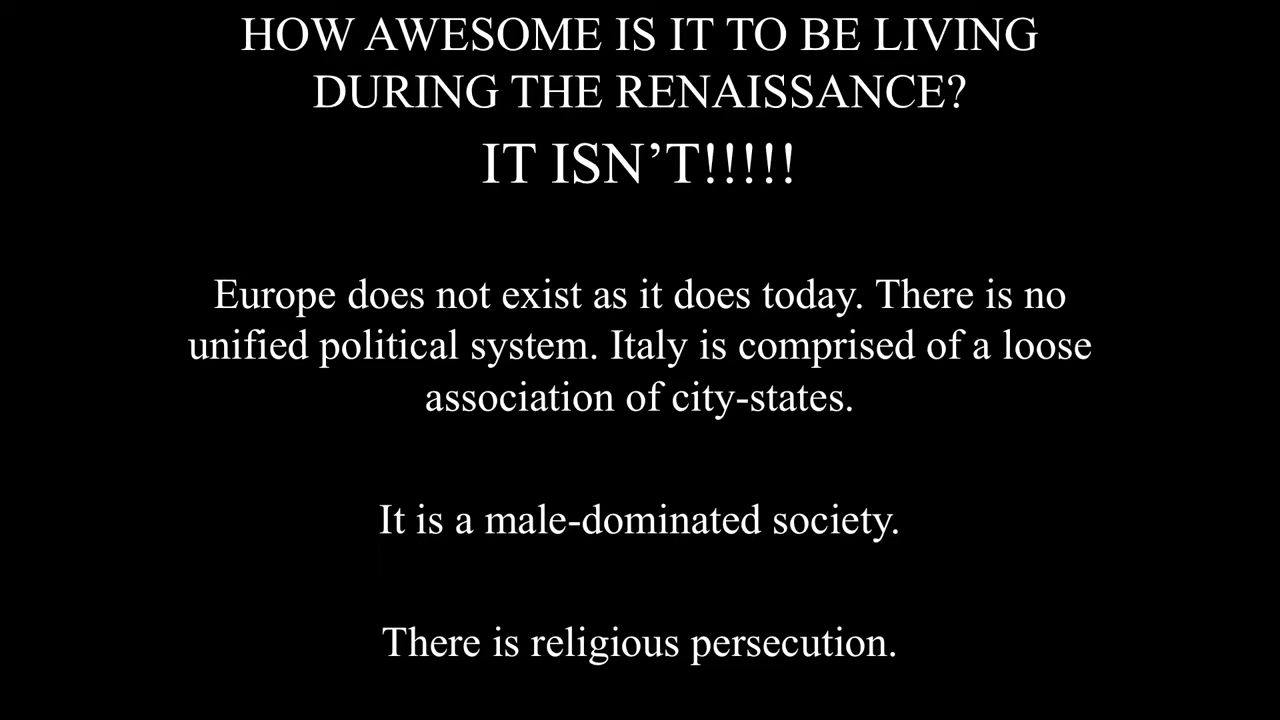 HOW AWESOME IS IT TO BE LIVING
DURING THE RENAISSANCE?
IT ISN’T!!!!!
Europe does not exist as it does today. There is no
unified political system. Italy is comprised of a loose
association of city-states.
It is a male-dominated society.
There is religious persecution.